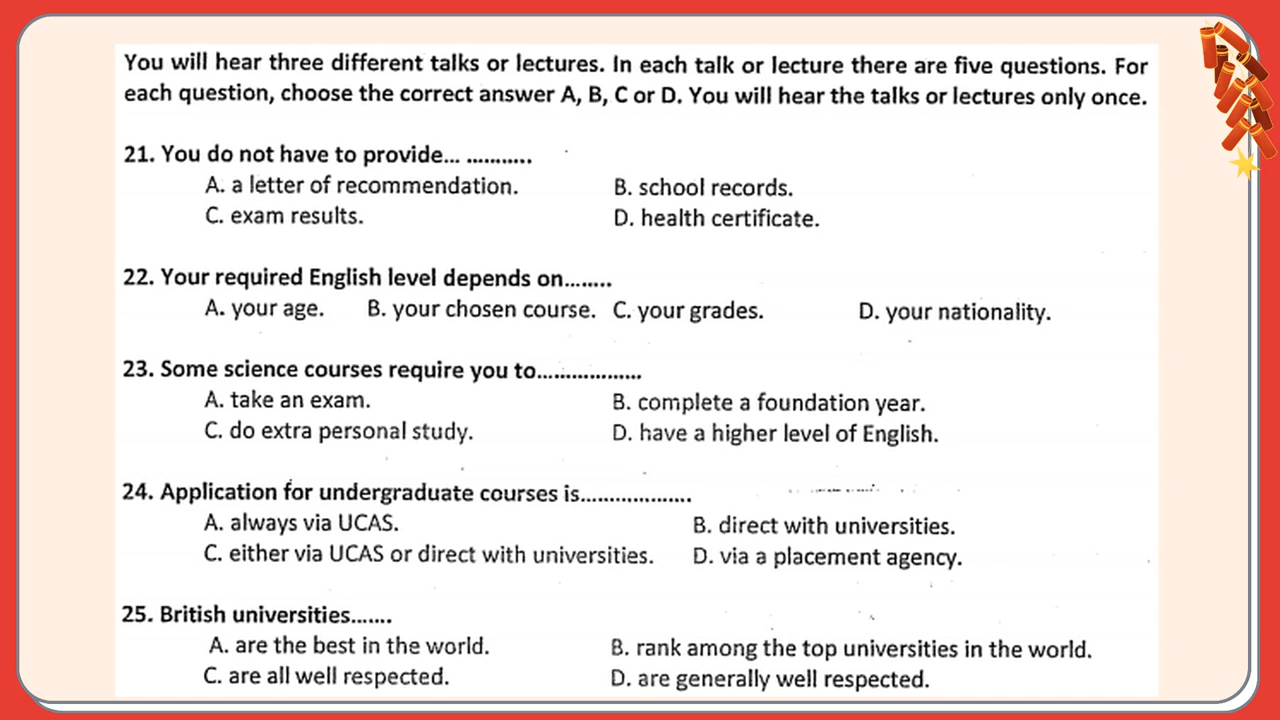 You will hear three different talks or lectures. In each talk or lecture there are five questions. For
each question, choose the correct answer A, B, C or D. You will hear the talks or lectures only once.
21. You do not have to provide... ...........
A. a letter of recommendation. B. school records.
C. exam results. D. health certificate.
22. Your required English level depends on........
A. your age. B. your chosen course. C. your grades. D. your nationality.
23. Some science courses require you to..................
A. take an exam. B. complete a foundation year.
C. do extra personal study. D. have a higher level of English.
24. Application for undergraduate courses is...................
A. always via UCAS. B. direct with universities.
C. either via UCAS or direct with universities. D. via a placement agency.
25. British universities.......
A. are the best in the world. B. rank among the top universities in the world.
C. are all well respected. D. are generally well respected.